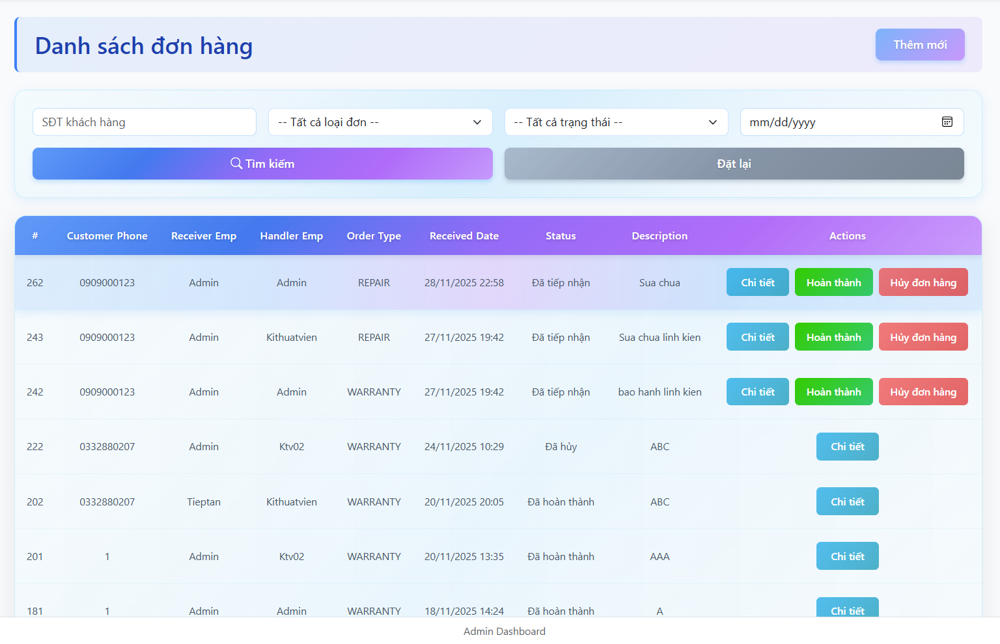 Danh sách đơn hàng
Thêm mới
SĐT khách hàng
-- Tất cả loại đơn --
-- Tất cả trạng thái --
mm/dd/yyyy
Tìm kiếm
Đặt lại
# Customer Phone Receiver Emp Handler Emp Order Type Received Date Status Description Actions
262 0909000123 Admin Admin REPAIR 28/11/2025 22:58 Đã tiếp nhận Sua chua Chi tiết Hoàn thành Hủy đơn hàng
243 0909000123 Admin Kithuatvien REPAIR 27/11/2025 19:42 Đã tiếp nhận Sua chua linh kien Chi tiết Hoàn thành Hủy đơn hàng
242 0909000123 Admin Admin WARRANTY 27/11/2025 19:42 Đã tiếp nhận bao hanh linh kien Chi tiết Hoàn thành Hủy đơn hàng
222 0332880207 Admin Ktv02 WARRANTY 24/11/2025 10:29 Đã hủy ABC Chi tiết
202 0332880207 Tieptan Kithuatvien WARRANTY 20/11/2025 20:05 Đã hoàn thành ABC Chi tiết
201 1 Admin Ktv02 WARRANTY 20/11/2025 13:35 Đã hoàn thành AAA Chi tiết
181 1 Admin Admin WARRANTY 18/11/2025 14:24 Đã hoàn thành A Chi tiết
Admin Dashboard